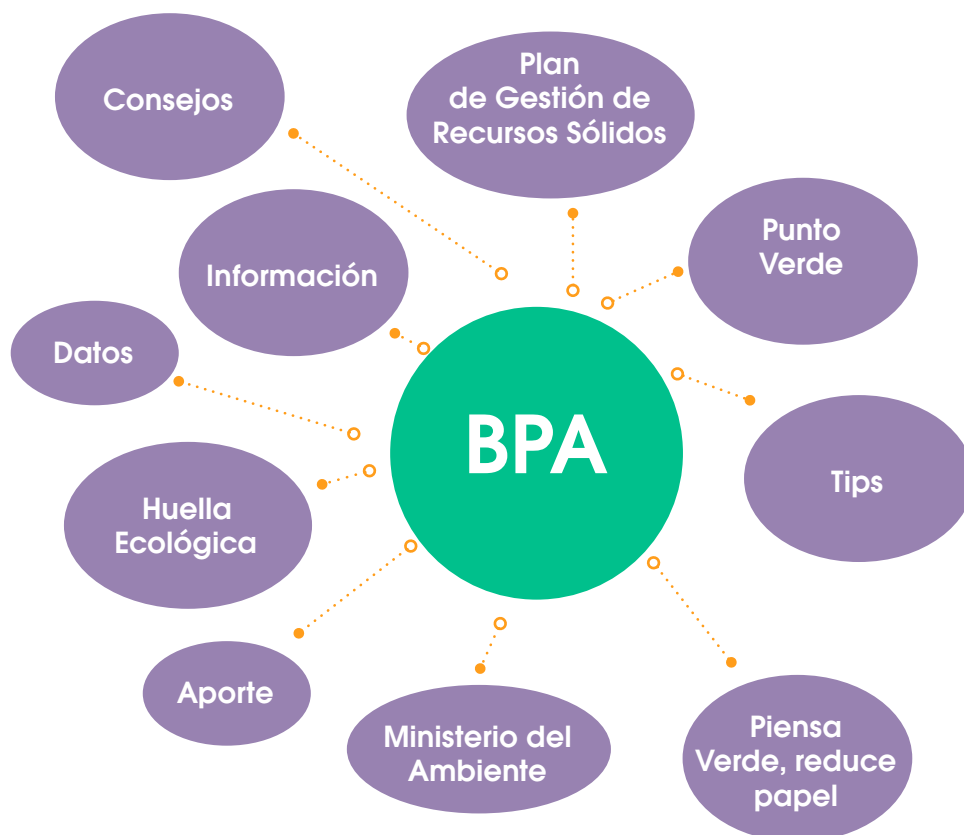 Consejos
Plan
de Gestión de
Recursos Sólidos
Punto
Verde
Información
Datos
BPA
Tips
Huella
Ecológica
Aporte
Ministerio del
Ambiente
Piensa
Verde, reduce
papel